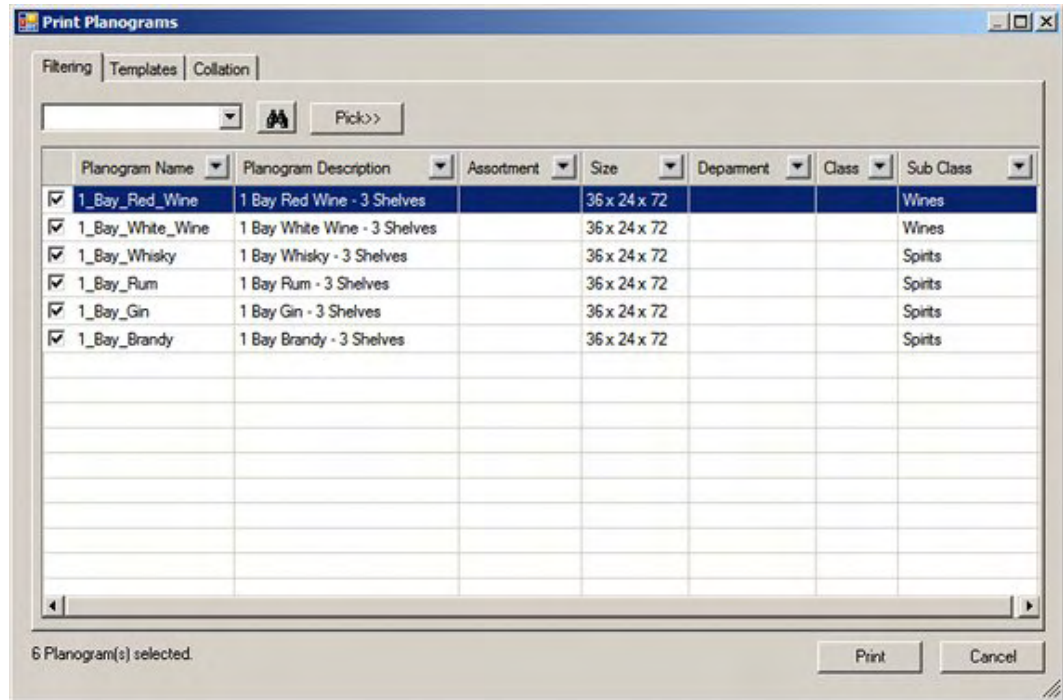 Print Planograms
Filtering Templates Collation
Pick>>
Planogram Name Planogram Description Assortment Size Deparment Class Sub Class
1_Bay_Red_Wine 1 Bay Red Wine - 3 Shelves 36 x 24 x 72 Wines
1_Bay_White_Wine 1 Bay White Wine - 3 Shelves 36 x 24 x 72 Wines
1_Bay_Whisky 1 Bay Whisky - 3 Shelves 36 x 24 x 72 Spirits
1_Bay_Rum 1 Bay Rum - 3 Shelves 36 x 24 x 72 Spirits
1_Bay_Gin 1 Bay Gin - 3 Shelves 36 x 24 x 72 Spirits
1_Bay_Brandy 1 Bay Brandy - 3 Shelves 36 x 24 x 72 Spirits
6 Planogram(s) selected. Print Cancel